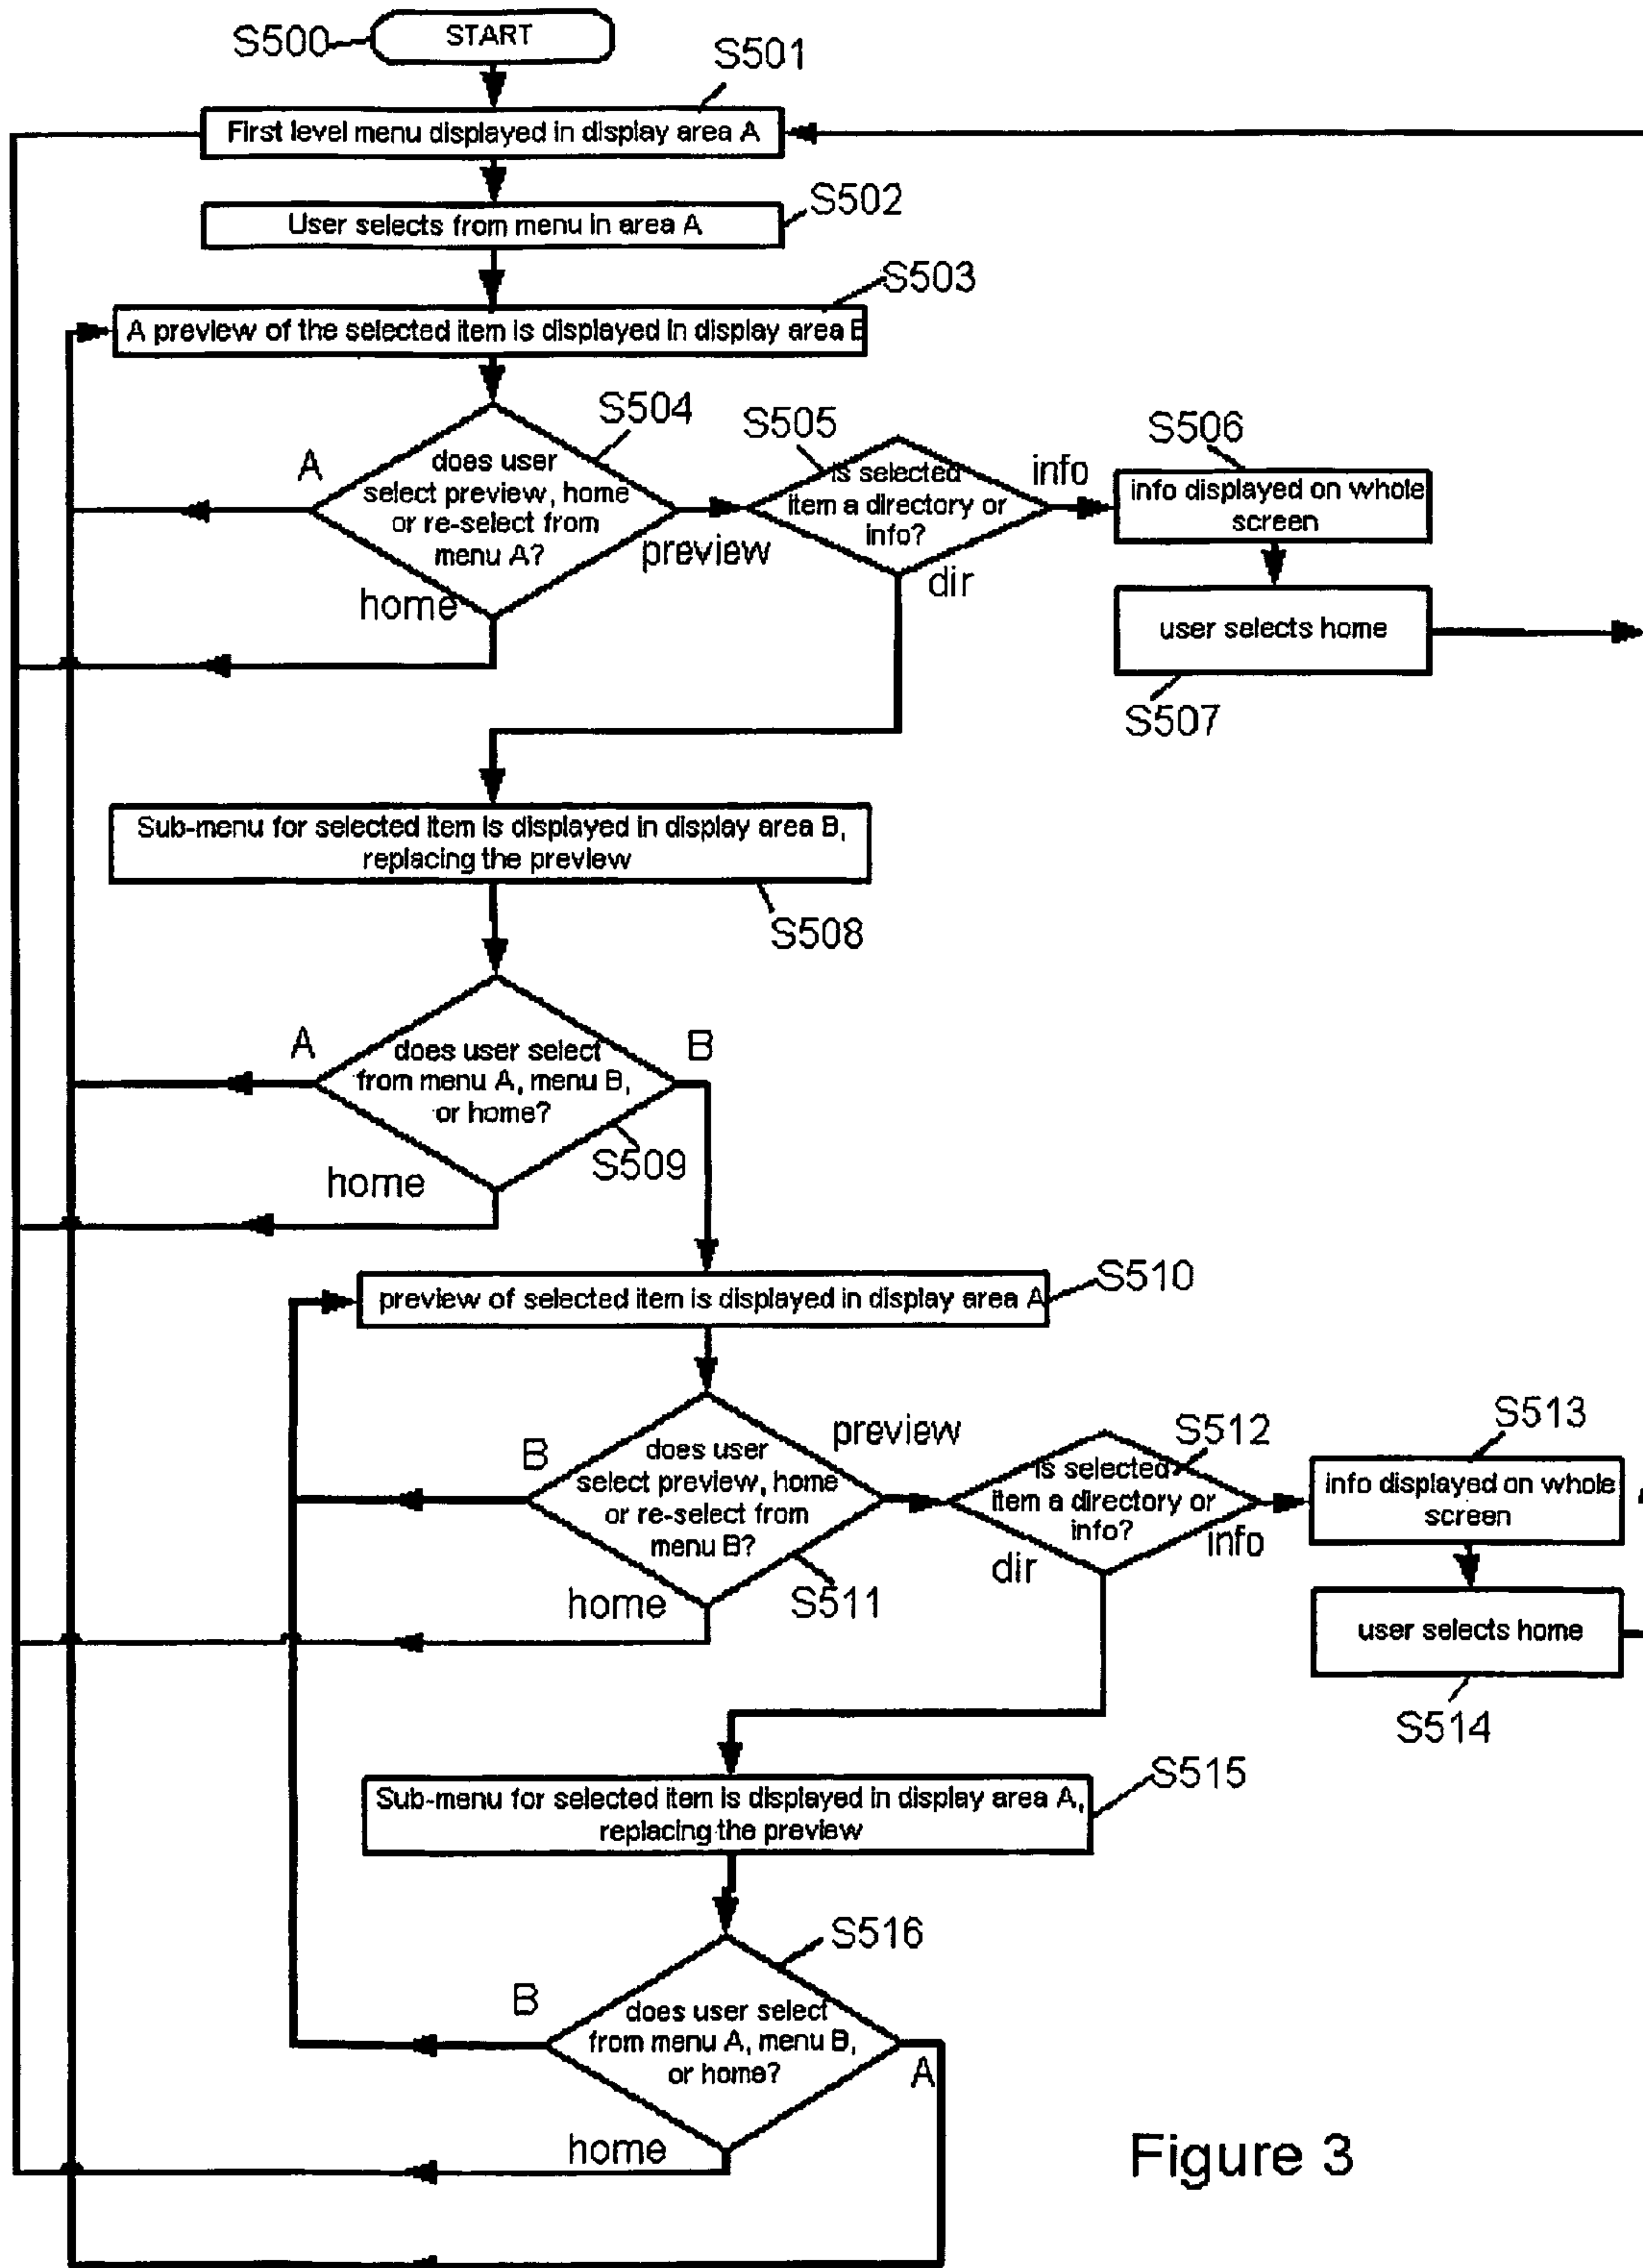 S500
START
S501
First level menu displayed in display area A
S502
User selects from menu in area A
S503
A preview of the selected item is displayed in display area B
S504
S505
S506
A
does user
select preview, home
or re-select from
menu A?
preview
home
is selected
item a directory or
info?
info
dir
info displayed on whole
screen
user selects home
S507
Sub-menu for selected item is displayed in display area B,
replacing the preview
S508
A
does user select
from menu A, menu B,
or home?
B
S509
home
S510
preview of selected item is displayed in display area A
B
does user
select preview, home
or re-select from
menu B?
preview
S511
home
S512
is selected
item a directory or
info?
dir
info
S513
info displayed on whole
screen
user selects home
S514
S515
Sub-menu for selected item is displayed in display area A,
replacing the preview
S516
B
does user select
from menu A, menu B,
or home?
A
home
Figure 3